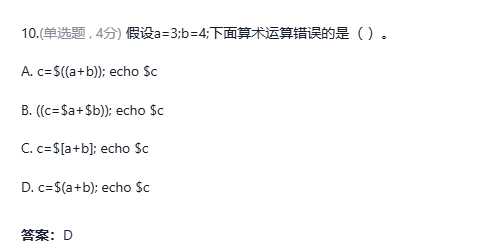 10.(单选题 , 4分) 假设a=3;b=4;下面算术运算错误的是（ ）。
A. c=$((a+b)); echo $c
B. ((c=$a+$b)); echo $c
C. c=$[a+b]; echo $c
D. c=$(a+b); echo $c
答案：D